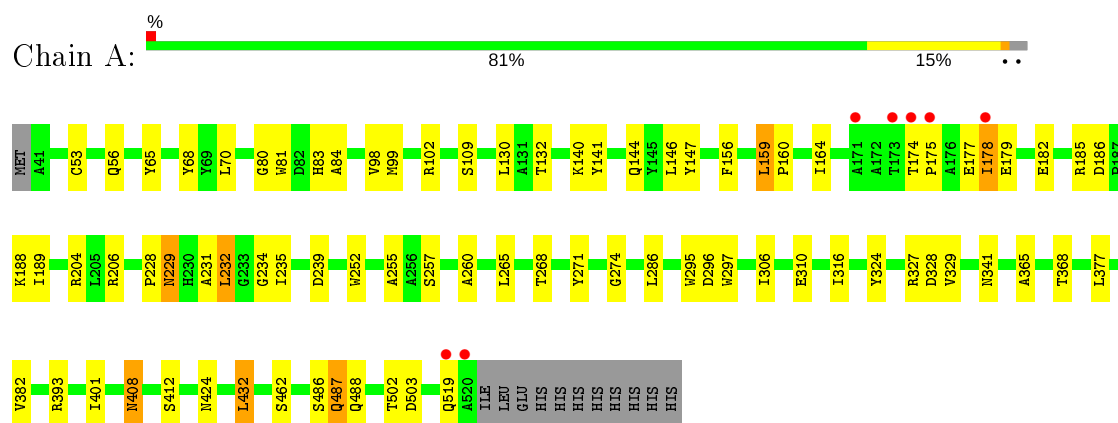 %
Chain A:
81% 15% • •
MET A41 C53 Q56 Y65 Y68 Y69 L70 G80 W81 D82 H83 A84 V98 M99 R102 S109 L130 A131 T132 K140 Y141 Q144 Y145 L146 Y147 F156 L159 P160 I164 A171 A172 T173 T174 P175 A176 E177 I178 E179 E182 R185 D186 P187
K188 I189 R204 L205 R206 P228 N229 H230 A231 L232 G233 G234 I235 D239 W252 A255 A256 S257 A260 L265 T268 Y271 G274 L286 W295 D296 W297 I306 E310 I316 Y324 R327 D328 V329 N341 A365 T368 L377
V382 R393 I401 N408 S412 N424 L432 S462 S486 Q487 Q488 T502 D503 Q519 A520 ILE LEU GLU HIS HIS HIS HIS HIS HIS HIS HIS